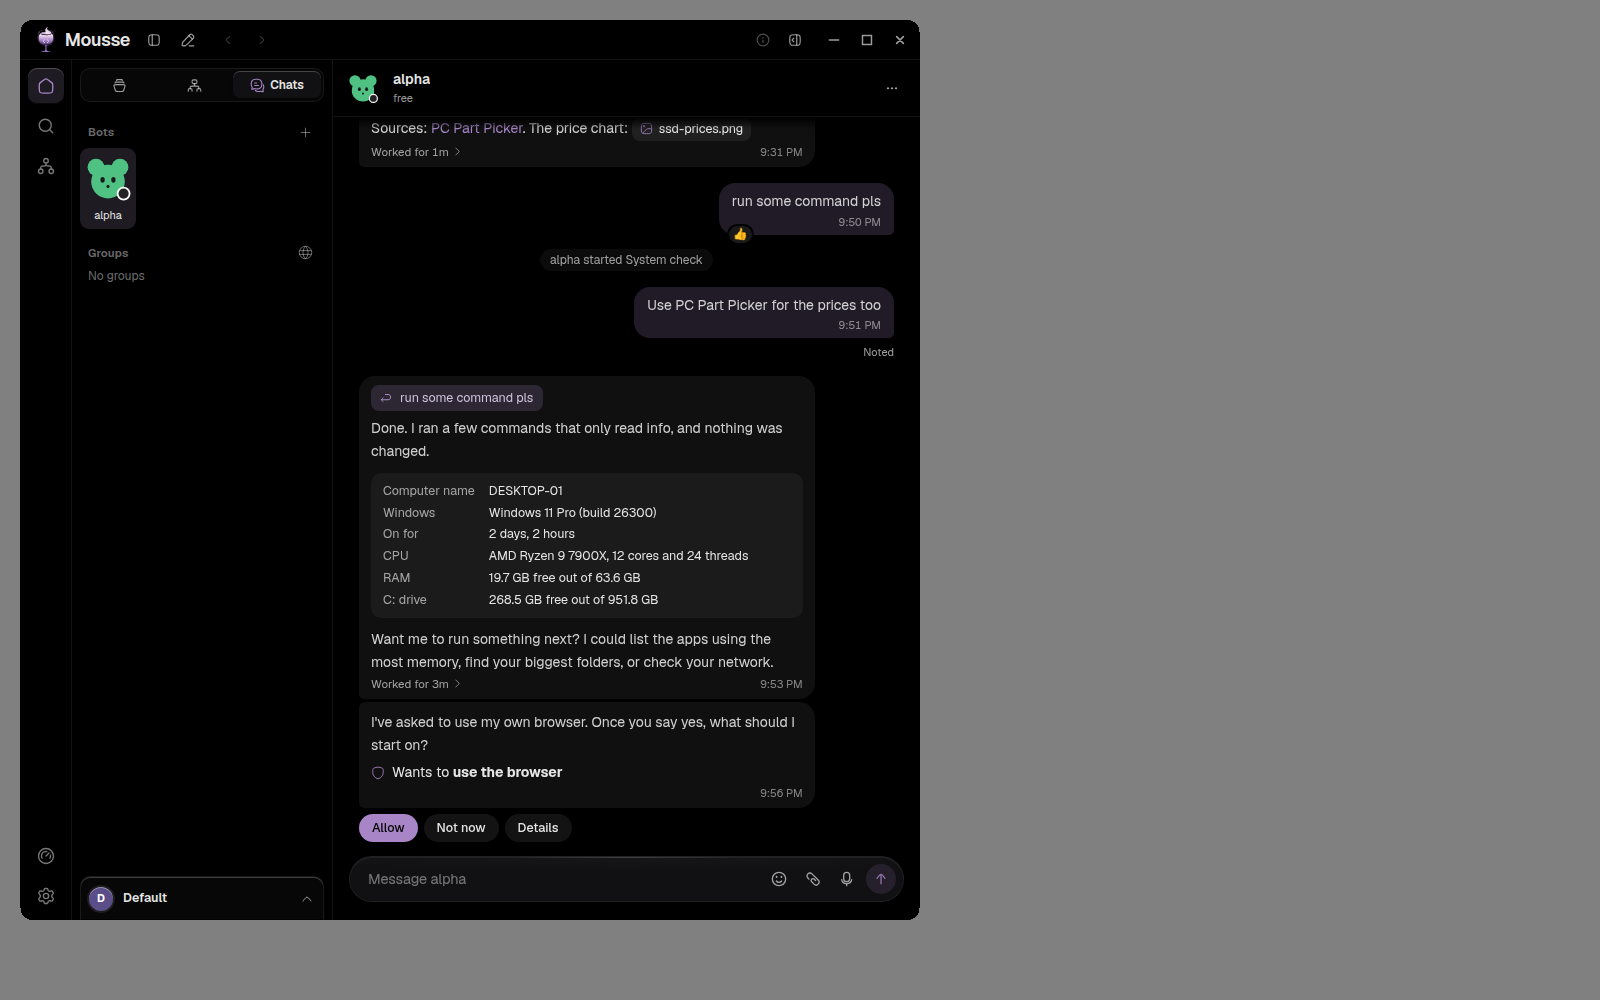 Mousse
Chats
Bots
alpha
Groups
No groups
D
Default
alpha
free
Sources: PC Part Picker. The price chart: ssd-prices.png
Worked for 1m
9:31 PM
run some command pls
9:50 PM
alpha started System check
Use PC Part Picker for the prices too
9:51 PM
Noted
run some command pls
Done. I ran a few commands that only read info, and nothing was
changed.
Computer name DESKTOP-01
Windows Windows 11 Pro (build 26300)
On for 2 days, 2 hours
CPU AMD Ryzen 9 7900X, 12 cores and 24 threads
RAM 19.7 GB free out of 63.6 GB
C: drive 268.5 GB free out of 951.8 GB
Want me to run something next? I could list the apps using the
most memory, find your biggest folders, or check your network.
Worked for 3m
9:53 PM
I've asked to use my own browser. Once you say yes, what should I
start on?
Wants to use the browser
9:56 PM
Allow
Not now
Details
Message alpha